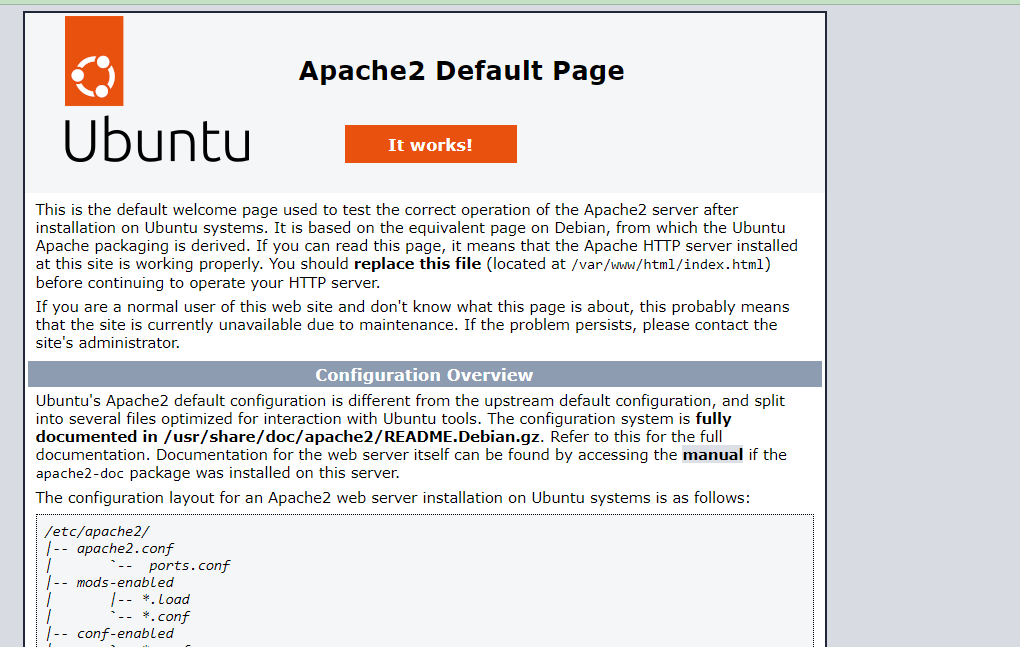 Apache2 Default Page
Ubuntu
It works!
This is the default welcome page used to test the correct operation of the Apache2 server after
installation on Ubuntu systems. It is based on the equivalent page on Debian, from which the Ubuntu
Apache packaging is derived. If you can read this page, it means that the Apache HTTP server installed
at this site is working properly. You should replace this file (located at /var/www/html/index.html)
before continuing to operate your HTTP server.
If you are a normal user of this web site and don't know what this page is about, this probably means
that the site is currently unavailable due to maintenance. If the problem persists, please contact the
site's administrator.
Configuration Overview
Ubuntu's Apache2 default configuration is different from the upstream default configuration, and split
into several files optimized for interaction with Ubuntu tools. The configuration system is fully
documented in /usr/share/doc/apache2/README.Debian.gz. Refer to this for the full
documentation. Documentation for the web server itself can be found by accessing the manual if the
apache2-doc package was installed on this server.
The configuration layout for an Apache2 web server installation on Ubuntu systems is as follows:
/etc/apache2/
|-- apache2.conf
|       `--  ports.conf
|-- mods-enabled
|       |-- *.load
|       `-- *.conf
|-- conf-enabled